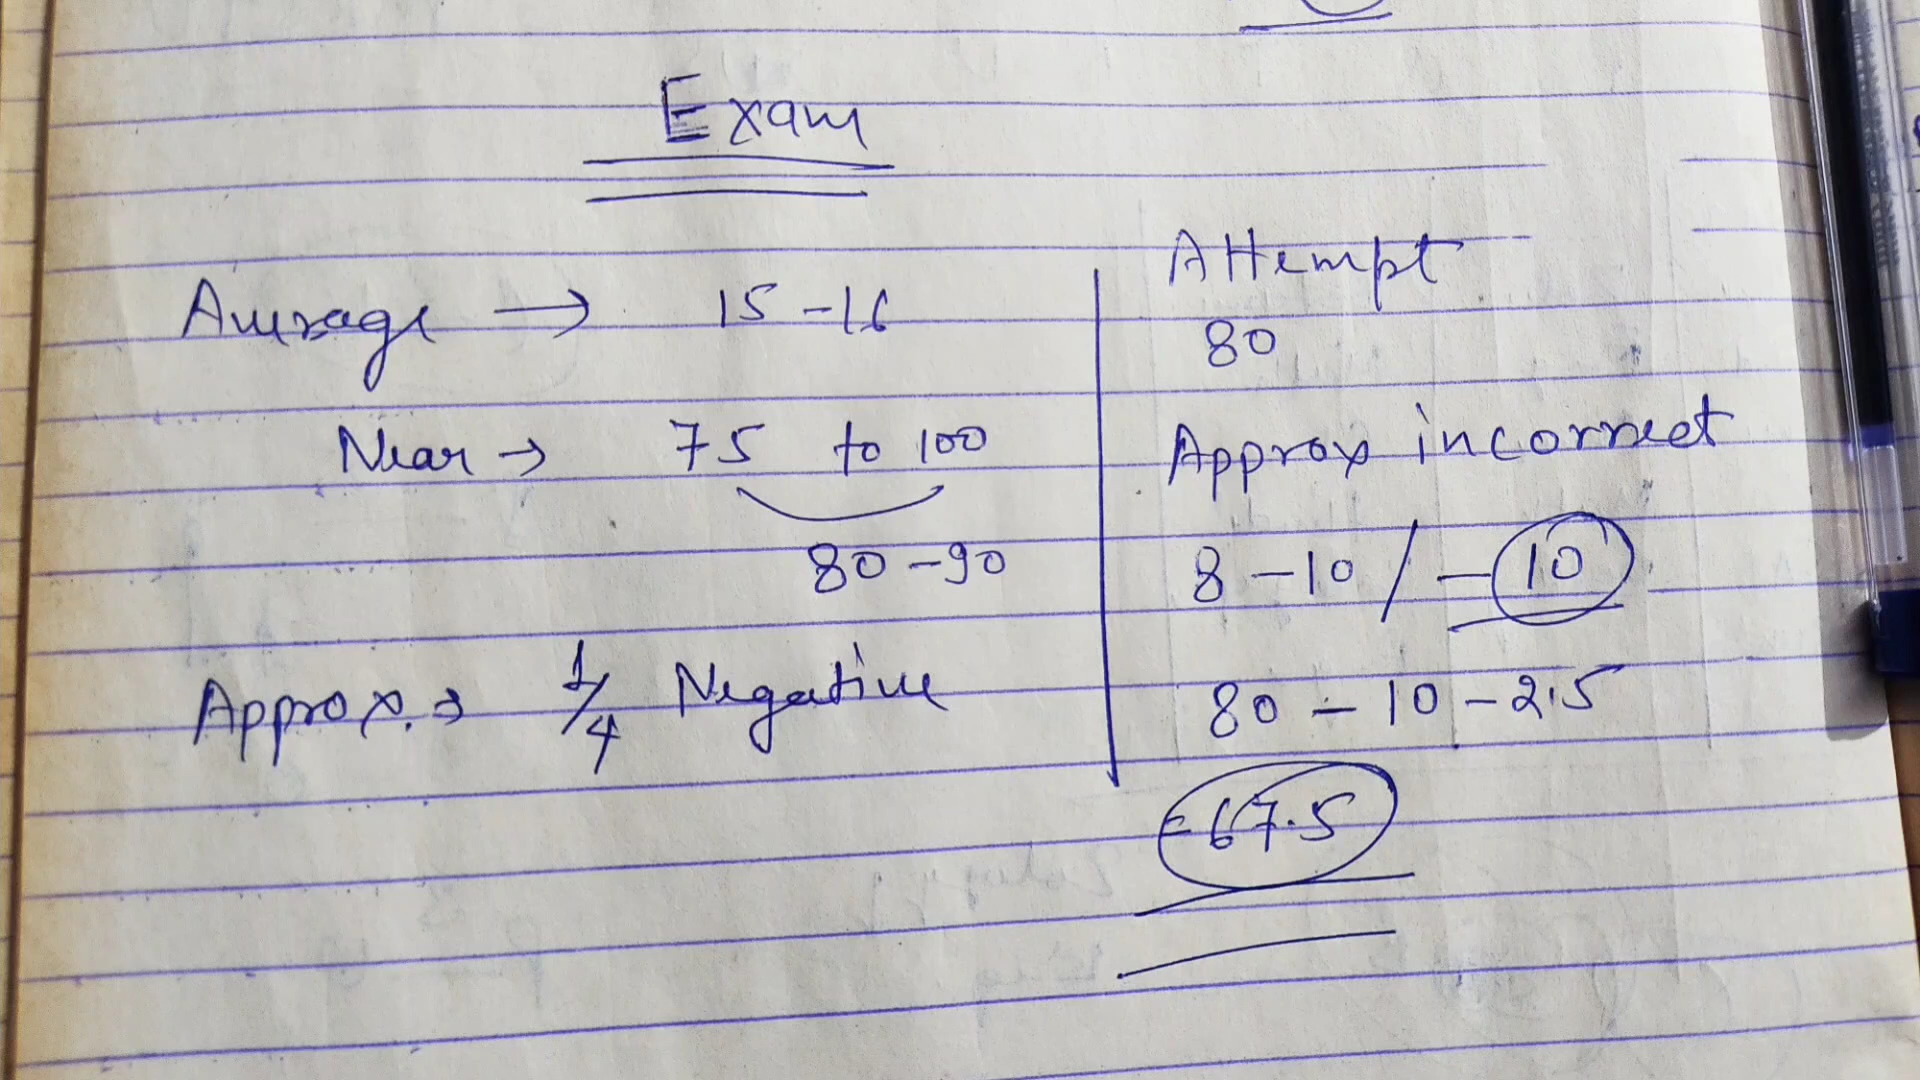 Exam
Average → 15-16
Near → 75 to 100
80-90
Approx. → 1/4 Negative
Attempt
80
Approx incorrect
8-10 / - 10
80 - 10 - 2.5
= 67.5